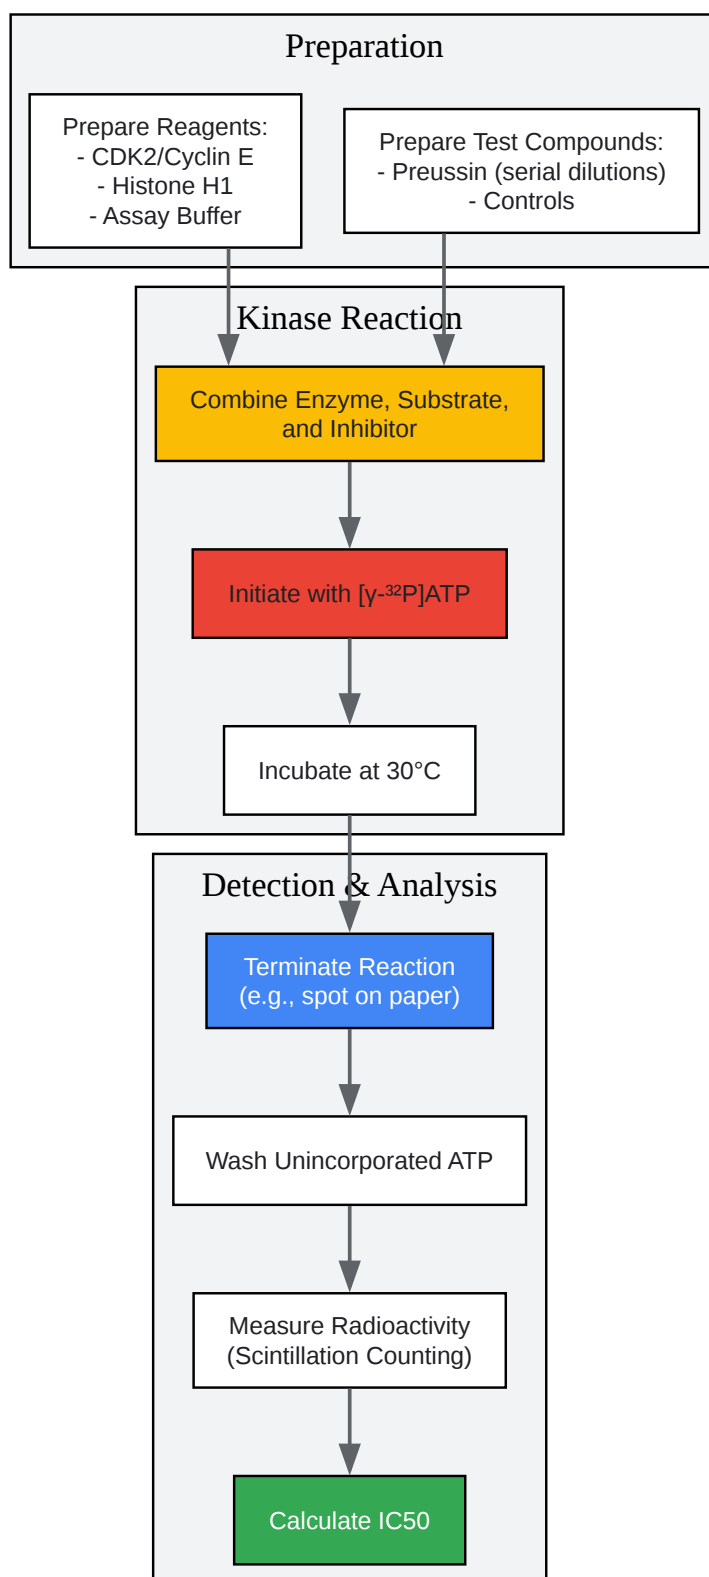 Preparation
Prepare Reagents:
- CDK2/Cyclin E
- Histone H1
- Assay Buffer
Prepare Test Compounds:
- Preussin (serial dilutions)
- Controls
Kinase Reaction
Combine Enzyme, Substrate,
and Inhibitor
Initiate with [γ-³²P]ATP
Incubate at 30°C
Detection & Analysis
Terminate Reaction
(e.g., spot on paper)
Wash Unincorporated ATP
Measure Radioactivity
(Scintillation Counting)
Calculate IC50